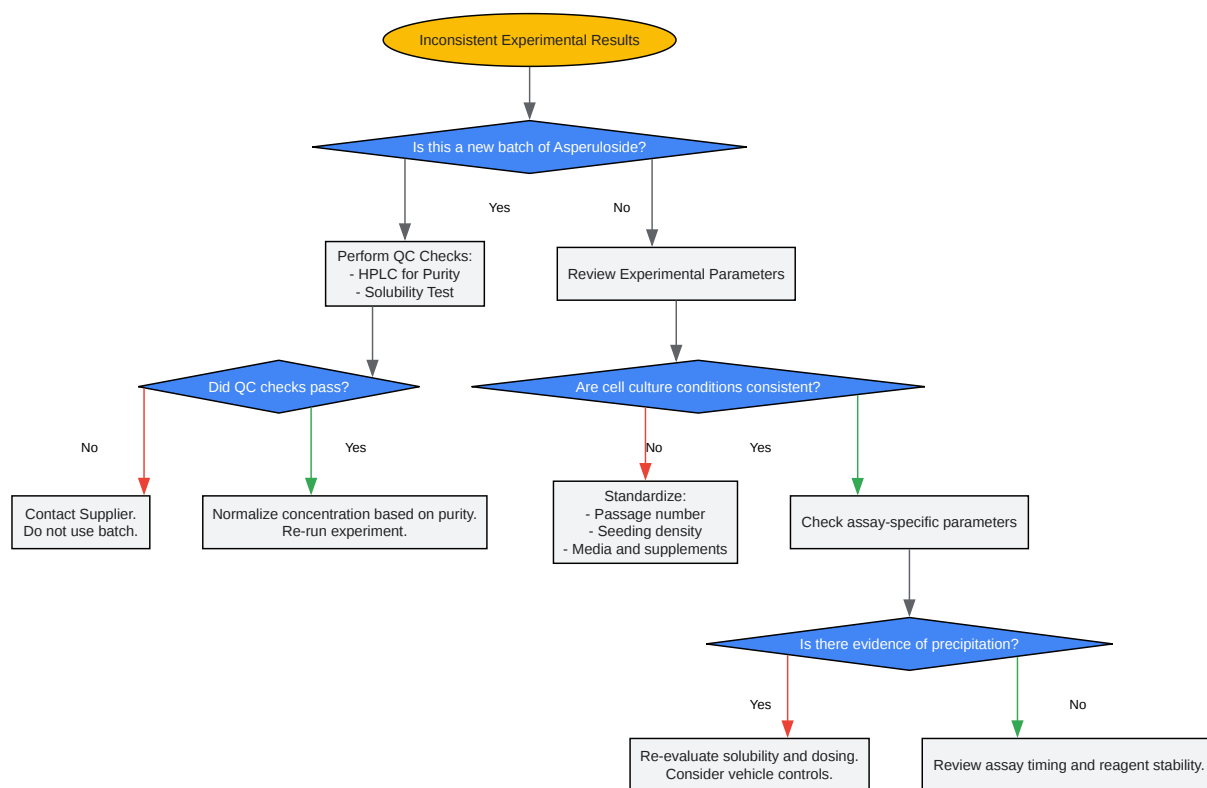 Inconsistent Experimental Results
Is this a new batch of Asperuloside?
Yes
No
Perform QC Checks:
- HPLC for Purity
- Solubility Test
Review Experimental Parameters
Did QC checks pass?
Are cell culture conditions consistent?
No
Yes
No
Yes
Contact Supplier.
Do not use batch.
Normalize concentration based on purity.
Re-run experiment.
Standardize:
- Passage number
- Seeding density
- Media and supplements
Check assay-specific parameters
Is there evidence of precipitation?
Yes
No
Re-evaluate solubility and dosing.
Consider vehicle controls.
Review assay timing and reagent stability.